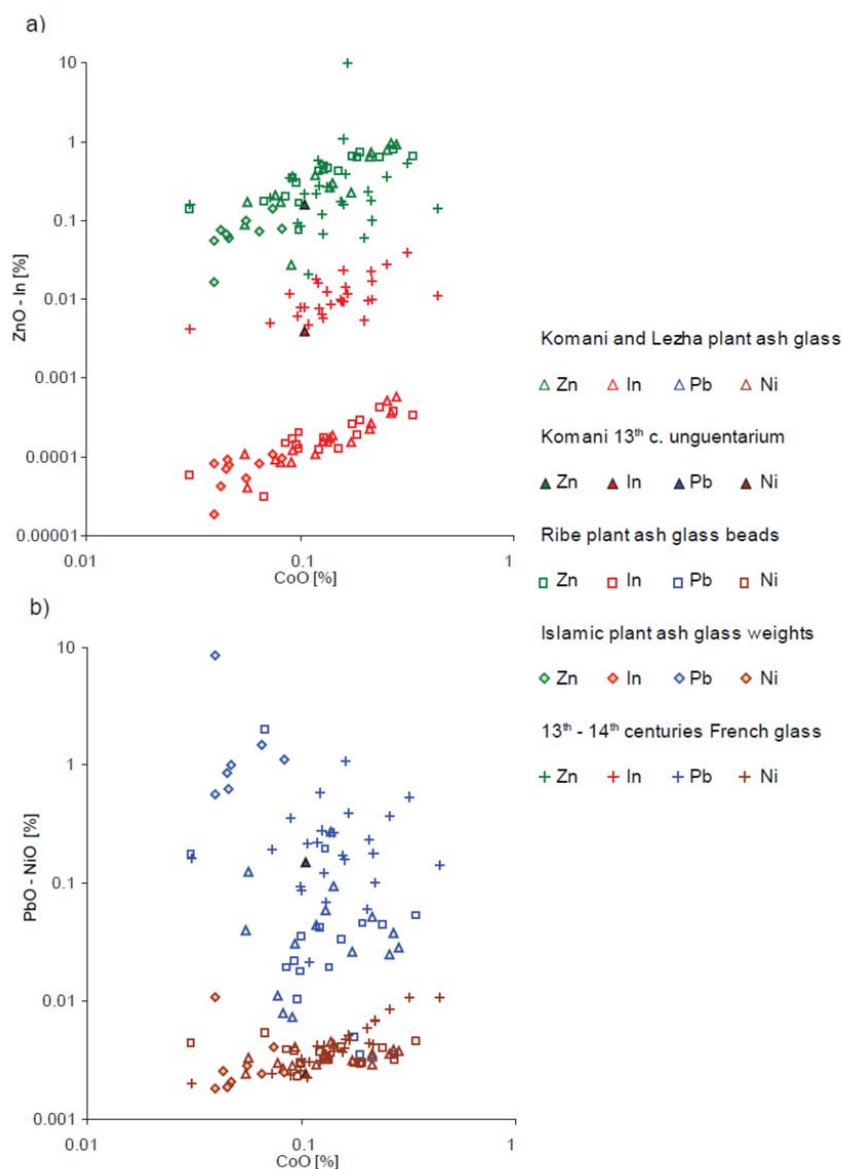 a)
10
1
0.1
0.01
0.001
0.0001
0.00001
ZnO - In [%]
0.01
0.1
1
CoO [%]
b)
10
1
0.1
0.01
0.001
PbO - NiO [%]
0.01
0.1
1
CoO [%]
Komani and Lezha plant ash glass
Zn In Pb Ni
Komani 13th c. unguentarium
Zn In Pb Ni
Ribe plant ash glass beads
Zn In Pb Ni
Islamic plant ash glass weights
Zn In Pb Ni
13th - 14th centuries French glass
Zn In Pb Ni